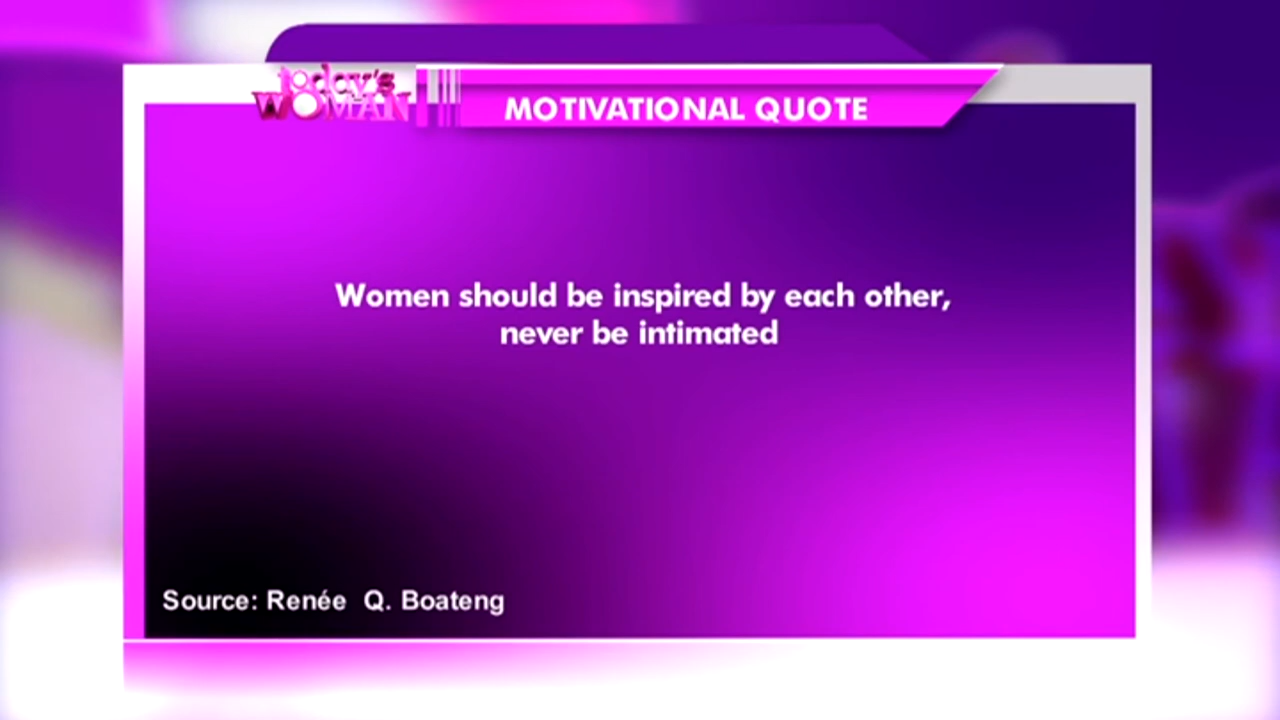 today's
WOMAN
MOTIVATIONAL QUOTE
Women should be inspired by each other,
never be intimated
Source: Renée Q. Boateng